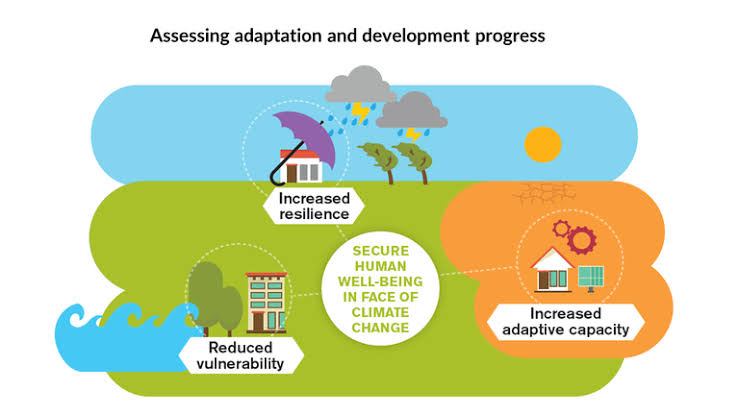 Assessing adaptation and development progress
Increased
resilience
SECURE
HUMAN
WELL-BEING
IN FACE OF
CLIMATE
CHANGE
Increased
adaptive capacity
Reduced
vulnerability